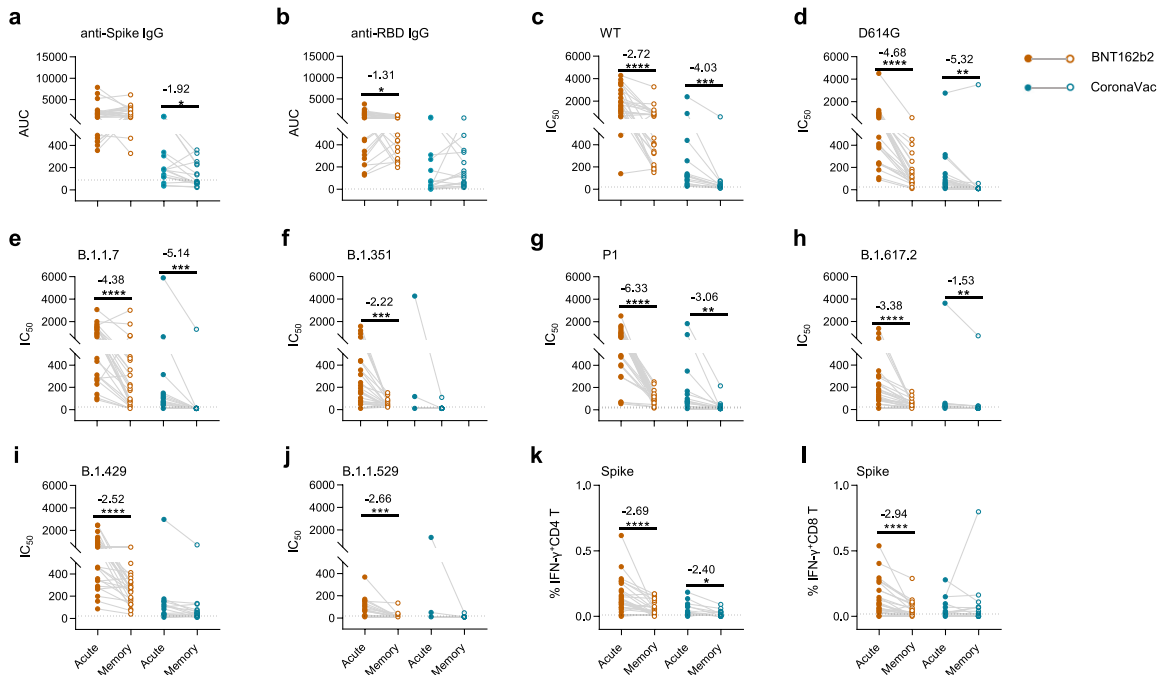 a
anti-Spike IgG
AUC
15000
10000
5000
400
200
0
-1.92
*
b
anti-RBD IgG
AUC
15000
10000
5000
400
200
0
-1.31
*
c
WT
IC50
6000
4000
2000
400
200
0
-2.72
****
-4.03
***
d
D614G
IC50
6000
4000
2000
400
200
0
-4.68
****
-5.32
**
BNT162b2
CoronaVac
e
B.1.1.7
IC50
6000
4000
2000
400
200
0
-4.38
****
-5.14
***
f
B.1.351
IC50
6000
4000
2000
400
200
0
-2.22
***
g
P1
IC50
6000
4000
2000
400
200
0
-6.33
****
-3.06
**
h
B.1.617.2
IC50
6000
4000
2000
400
200
0
-3.38
****
-1.53
**
i
B.1.429
IC50
6000
4000
2000
400
200
0
-2.52
****
Acute
Memory
Acute
Memory
j
B.1.1.529
IC50
6000
4000
2000
400
200
0
-2.66
***
Acute
Memory
Acute
Memory
k
Spike
% IFN-γ+CD4 T
1.0
0.5
0.0
-2.69
****
-2.40
*
Acute
Memory
Acute
Memory
l
Spike
% IFN-γ+CD8 T
1.0
0.5
0.0
-2.94
****
Acute
Memory
Acute
Memory